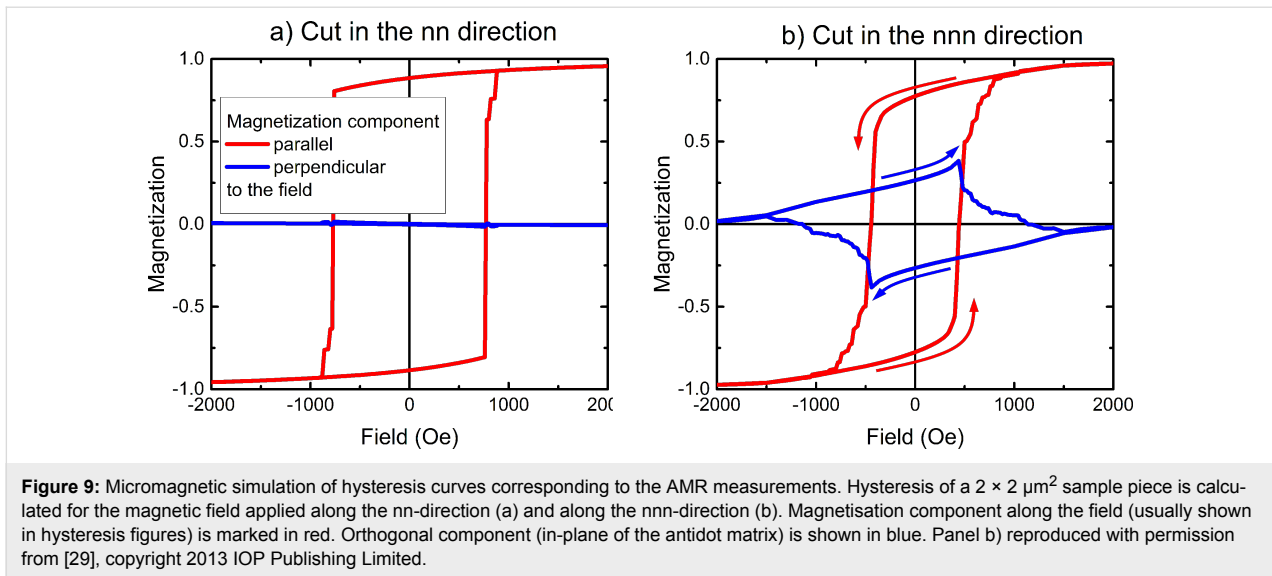 a) Cut in the nn direction
1.0
0.5
0.0
-0.5
-1.0
Magnetization
Magnetization component
parallel
perpendicular
to the field
-2000 -1000 0 1000 200
Field (Oe)
b) Cut in the nnn direction
1.0
0.5
0.0
-0.5
-1.0
Magnetization
-2000 -1000 0 1000 2000
Field (Oe)
Figure 9: Micromagnetic simulation of hysteresis curves corresponding to the AMR measurements. Hysteresis of a 2 × 2 µm² sample piece is calcu-
lated for the magnetic field applied along the nn-direction (a) and along the nnn-direction (b). Magnetisation component along the field (usually shown
in hysteresis figures) is marked in red. Orthogonal component (in-plane of the antidot matrix) is shown in blue. Panel b) reproduced with permission
from [29], copyright 2013 IOP Publishing Limited.